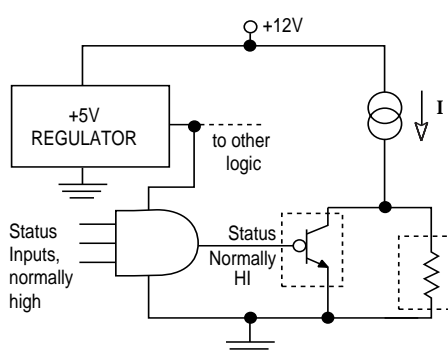 +12V
+5V
REGULATOR
I
to other
logic
Status
Inputs,
normally
high
Status
Normally
HI